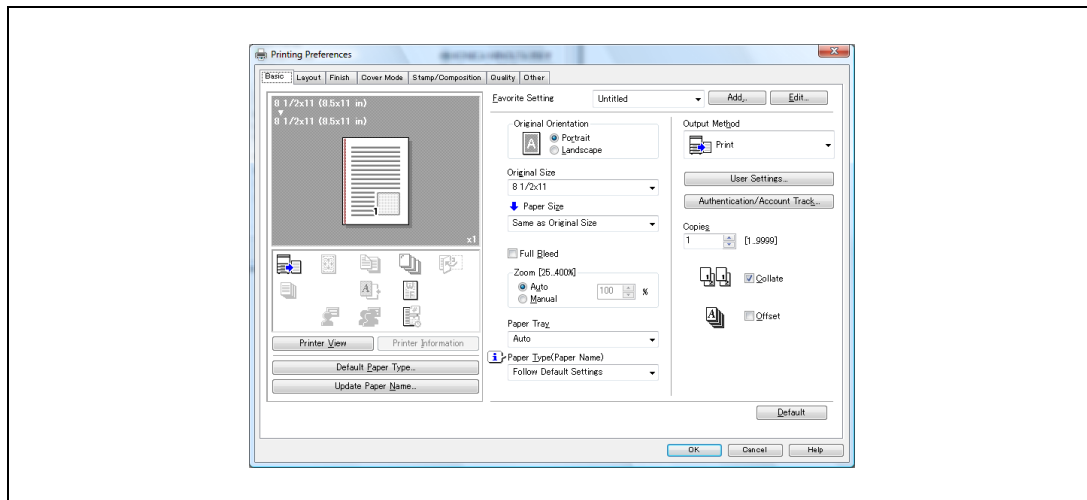 Printing Preferences
Basic Layout Finish Cover Mode Stamp/Composition Quality Other
8 1/2x11 (8.5x11 in)
8 1/2x11 (8.5x11 in)
1
x1
Printer View Printer Information
Default Paper Type...
Update Paper Name...
Favorite Setting Untitled Add... Edit...
Original Orientation
A
Portrait
Landscape
Original Size
8 1/2x11
Paper Size
Same as Original Size
Full Bleed
Zoom [25..400%]
Auto
Manual
100 %
Paper Tray
Auto
Paper Type(Paper Name)
Follow Default Settings
Output Method
Print
User Settings...
Authentication/Account Track...
Copies
1 [1..9999]
Collate
Offset
Default
OK Cancel Help